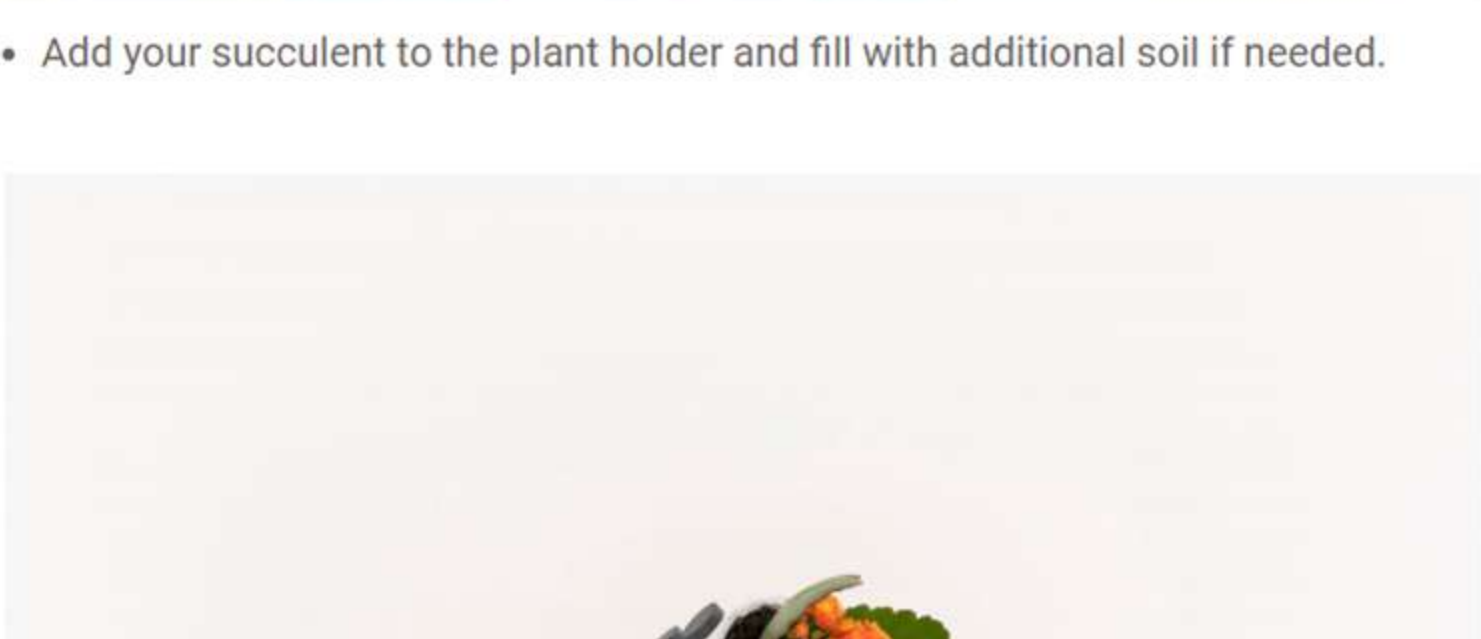 • Add your succulent to the plant holder and fill with additional soil if needed.